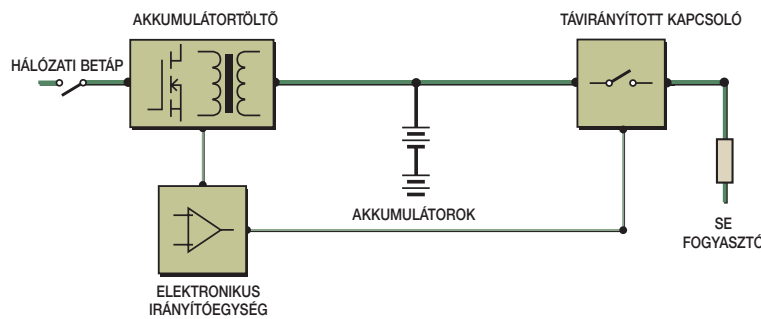 AKKUMULÁTORTÖLTŐ
TÁVIRÁNYÍTOTT KAPCSOLÓ
HÁLÓZATI BETÁP
AKKUMULÁTOROK
SE
FOGYASZTÓ
ELEKTRONIKUS
IRÁNYÍTÓEGYSÉG